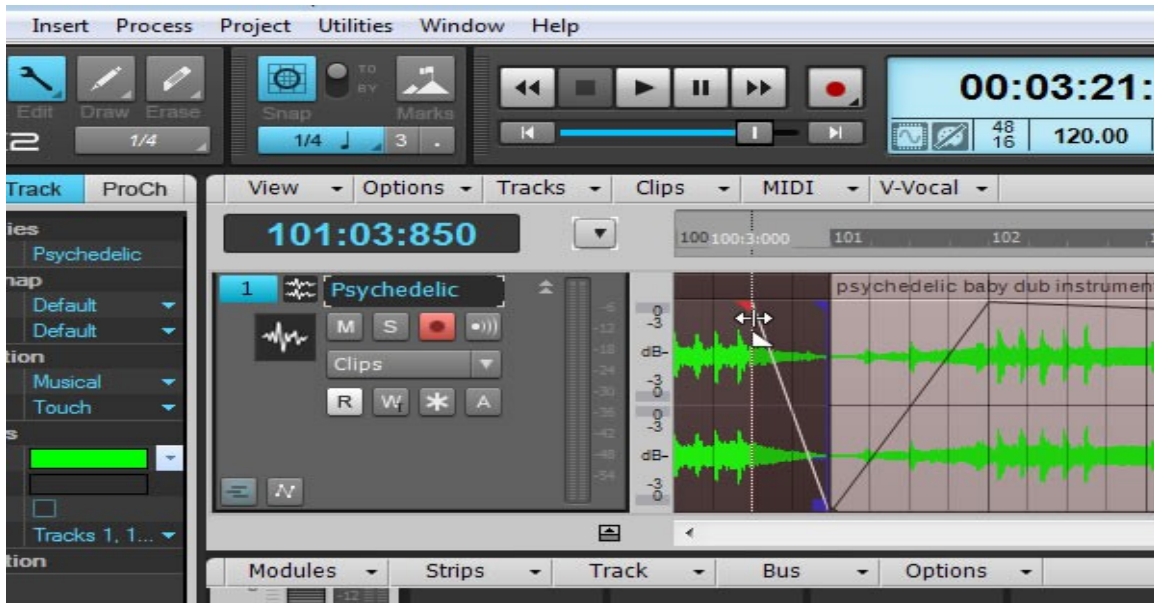 Insert Process Project Utilities Window Help
TO
BY
Edit Draw Erase Snap Marks
1/4 1/4 3 .
00:03:21:
48
16 120.00
Track ProCh
View Options Tracks Clips MIDI V-Vocal
101:03:850
100 100:3:000 101 102
Psychedelic
Default
Default
Musical
Touch
Tracks 1, 1...
1 Psychedelic
M S
Clips
R W A
-6
-12
-18
-24
-30
-36
-42
-48
-54
0
-3
dB-
-3
0
0
-3
dB-
-3
0
psychedelic baby dub instrumen
Modules Strips Track Bus Options
-12